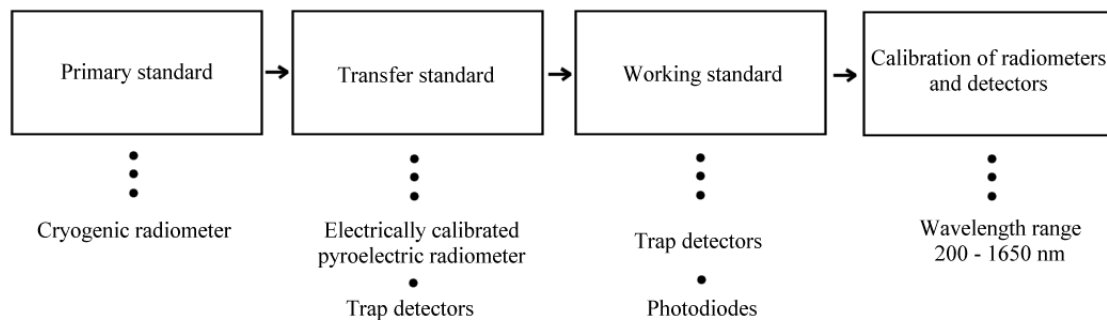 Primary standard
Transfer standard
Working standard
Calibration of radiometers
and detectors
Cryogenic radiometer
Electrically calibrated
pyroelectric radiometer
Trap detectors
Trap detectors
Photodiodes
Wavelength range
200 - 1650 nm